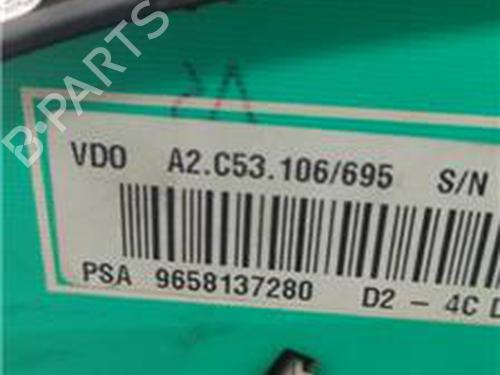 B-PARTS
VDO A2.C53.106/695 S/N
PSA 9658137280 D2 - 4C